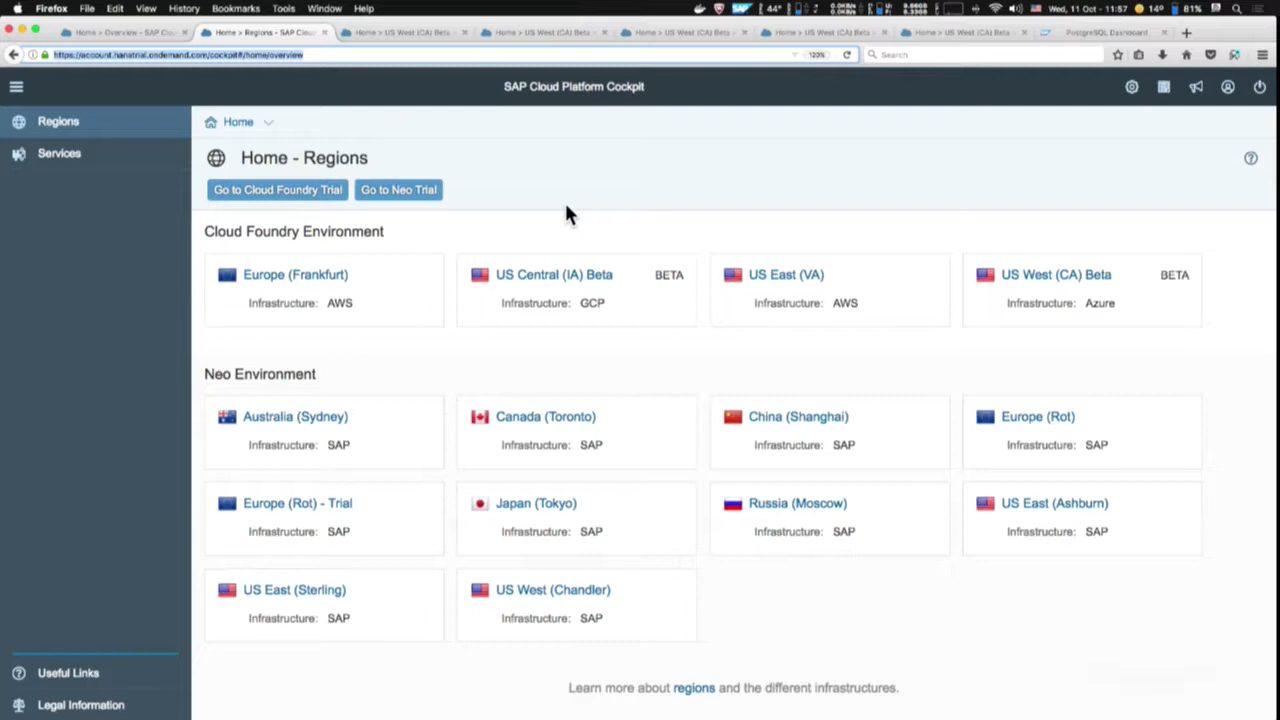 Firefox File Edit View History Bookmarks Tools Window Help
SAP 44° Wed, 11 Oct - 11:57 14° 81%
Home > Overview - SAP Clou Home > Regions - SAP Clou Home > US West (CA) Beta Home > US West (CA) Beta Home > US West (CA) Beta Home > US West (CA) Beta Home > US West (CA) Beta PostgreSQL Dashboard
https://account.hanatrial.ondemand.com/cockpit#/home/overview 120% Search
SAP Cloud Platform Cockpit
Regions
Services
Home
Home - Regions
Go to Cloud Foundry Trial Go to Neo Trial
Cloud Foundry Environment
Europe (Frankfurt) US Central (IA) Beta BETA US East (VA) US West (CA) Beta BETA
Infrastructure: AWS Infrastructure: GCP Infrastructure: AWS Infrastructure: Azure
Neo Environment
Australia (Sydney) Canada (Toronto) China (Shanghai) Europe (Rot)
Infrastructure: SAP Infrastructure: SAP Infrastructure: SAP Infrastructure: SAP
Europe (Rot) - Trial Japan (Tokyo) Russia (Moscow) US East (Ashburn)
Infrastructure: SAP Infrastructure: SAP Infrastructure: SAP Infrastructure: SAP
US East (Sterling) US West (Chandler)
Infrastructure: SAP Infrastructure: SAP
Useful Links
Legal Information
Learn more about regions and the different infrastructures.